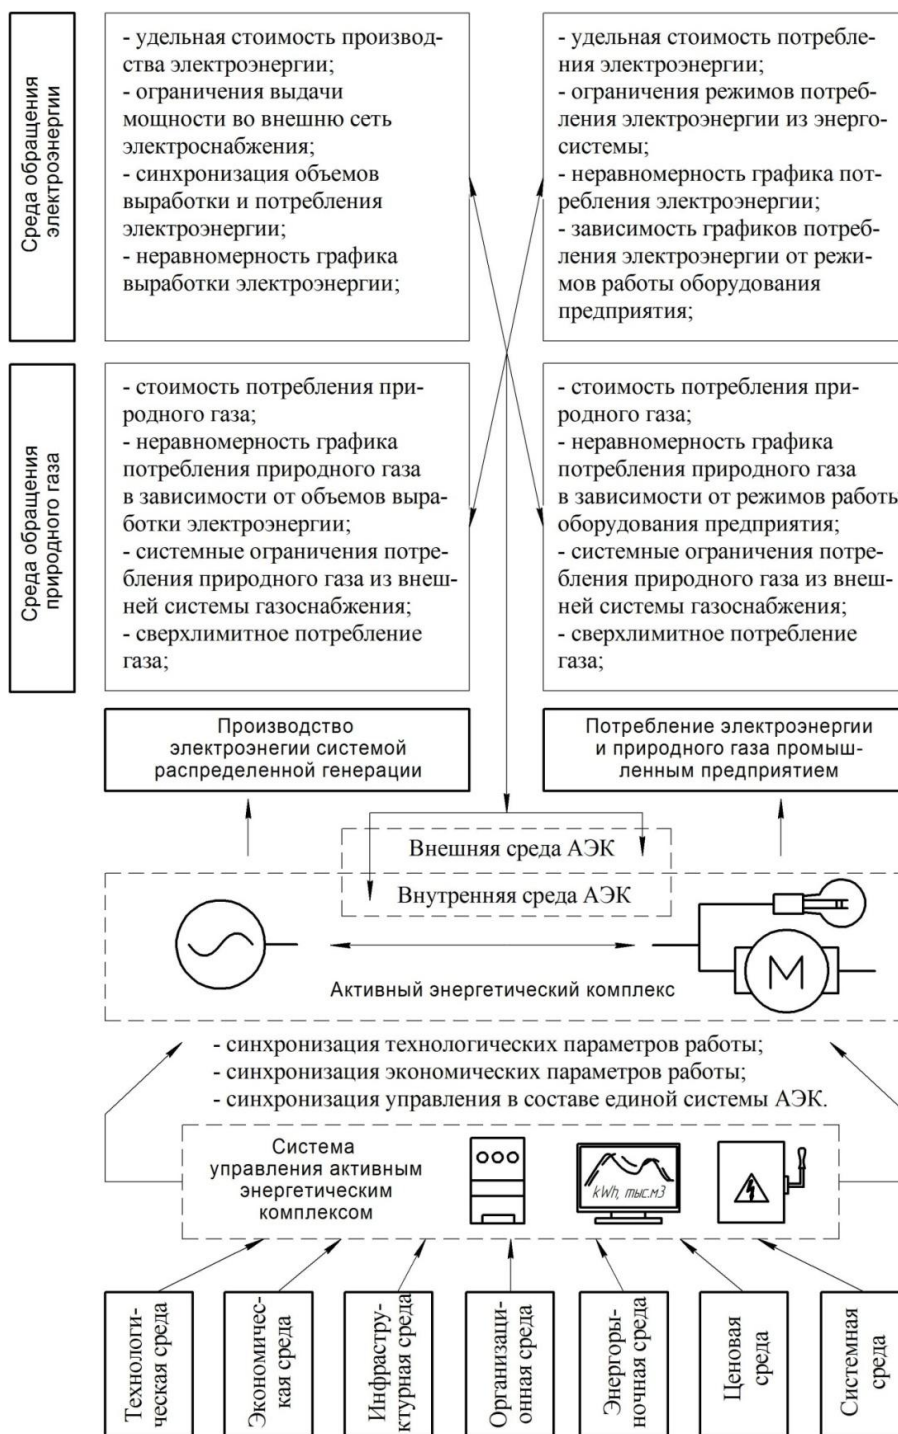 Среда обращения
электроэнергии
- удельная стоимость производ-
ства электроэнергии;
- ограничения выдачи
мощности во внешню сеть
электроснабжения;
- синхронизация объемов
выработки и потребления
электроэнергии;
- неравномерность графика
выработки электроэнергии;
- удельная стоимость потребле-
ния электроэнергии;
- ограничения режимов потреб-
ления электроэнергии из энерго-
системы;
- неравномерность графика пот-
ребления электроэнергии;
- зависимость графиков потреб-
ления электроэнергии от режи-
мов работы оборудования
предприятия;
Среда обращения
природного газа
- стоимость потребления при-
родного газа;
- неравномерность графика
потребления природного газа
в зависимости от объемов выра-
ботки электроэнергии;
- системные ограничения потре-
бления природного газа из внеш-
ней системы газоснабжения;
- сверхлимитное потребление
газа;
- стоимость потребления при-
родного газа;
- неравномерность графика
потребления природного газа
в зависимости от режимов работь
оборудования предприятия;
- системные ограничения потре-
бления природного газа из внеш-
ней системы газоснабжения;
- сверхлимитное потребление
газа;
Производство
электроэнегии системой
распределенной генерации
Потребление электроэнергии
и природного газа промыш-
ленным предприятием
Внешняя среда АЭК
Внутренняя среда АЭК
М
Активный энергетический комплекс
- синхронизация технологических параметров работы;
- синхронизация экономических параметров работы;
- синхронизация управления в составе единой системы АЭК.
Система
управления активным
энергетическим
комплексом
kWh, тыс.м3
Технологи-
ческая среда
Экономичес-
кая среда
Инфрастру-
ктурная среда
Организаци-
онная среда
Энергоры-
ночная среда
Ценовая
среда
Системная
среда